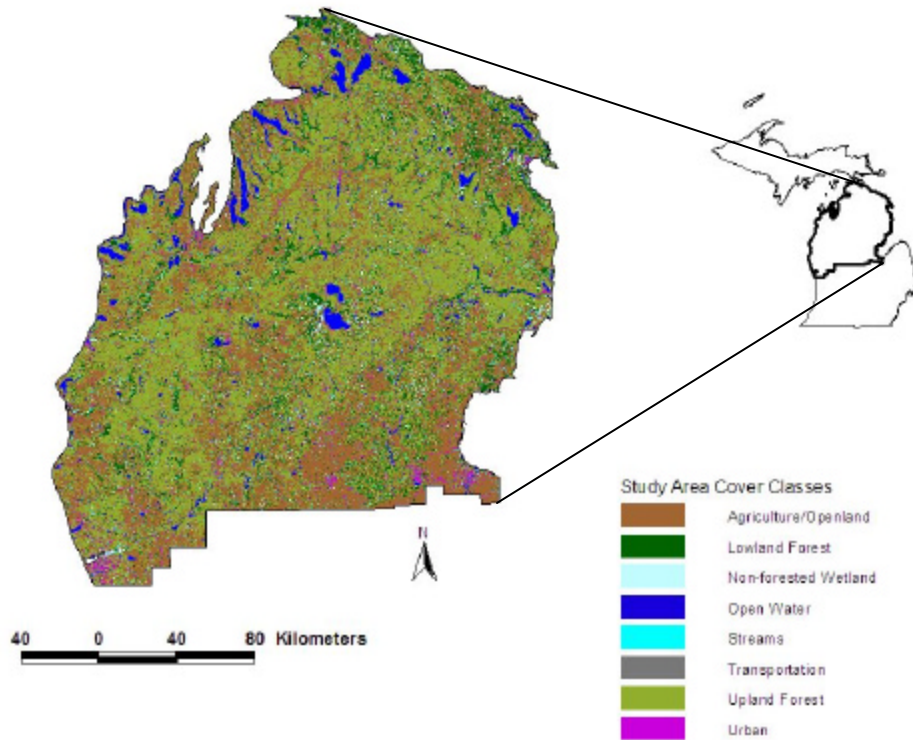 N
40 0 40 80 Kilometers
Study Area Cover Classes
Agriculture/Openland
Lowland Forest
Non-forested Wetland
Open Water
Streams
Transportation
Upland Forest
Urban